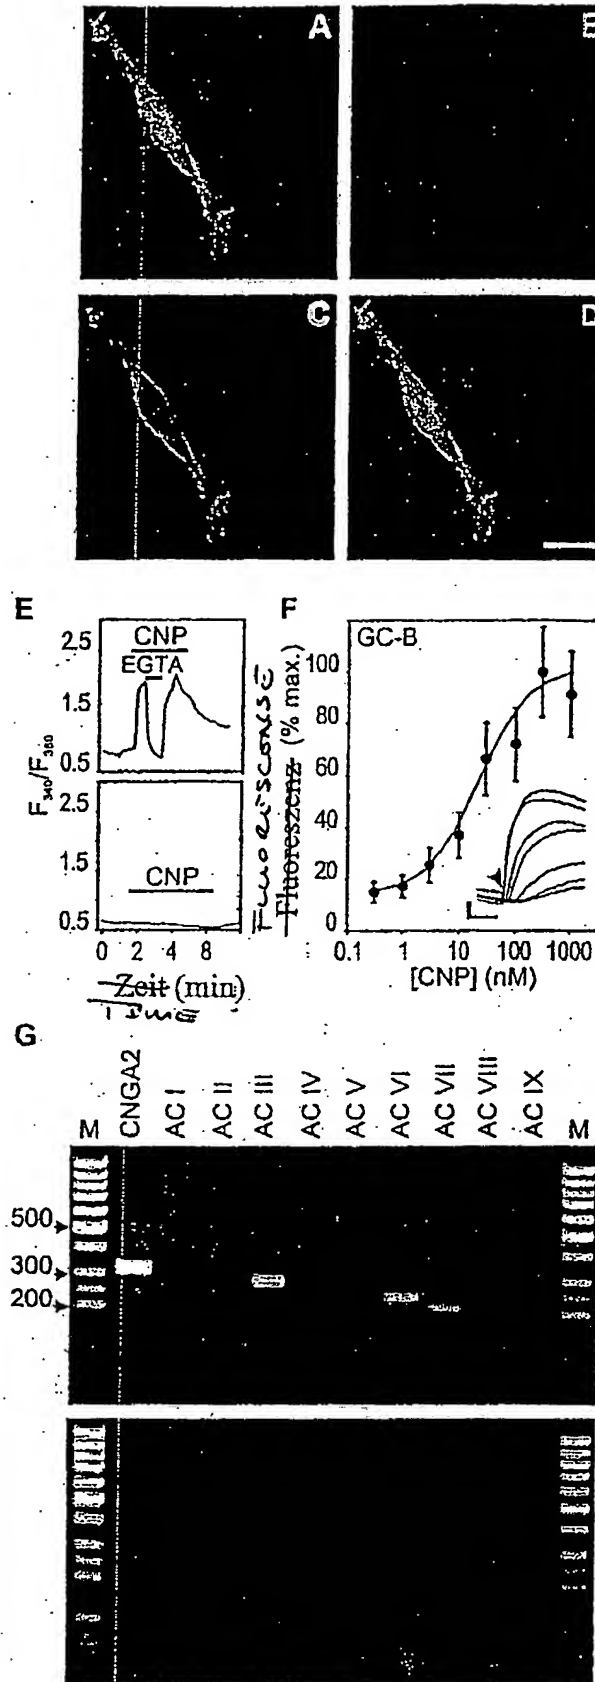 A
B
C
D
E
F
2.5
CNP
EGTA
1.5
0.5
F340/F380
2.5
1.5
CNP
0.5
0 2 4 8
Zeit (min)
TIME
FLUORESCENSE
Fluoreszenz (% max.)
GC-B
100
80
60
40
20
0
0.1 1 10 100 1000
[CNP] (nM)
G
M CNGA2 AC I AC II AC III AC IV AC V AC VI AC VII AC VIII AC IX M
500
300
200